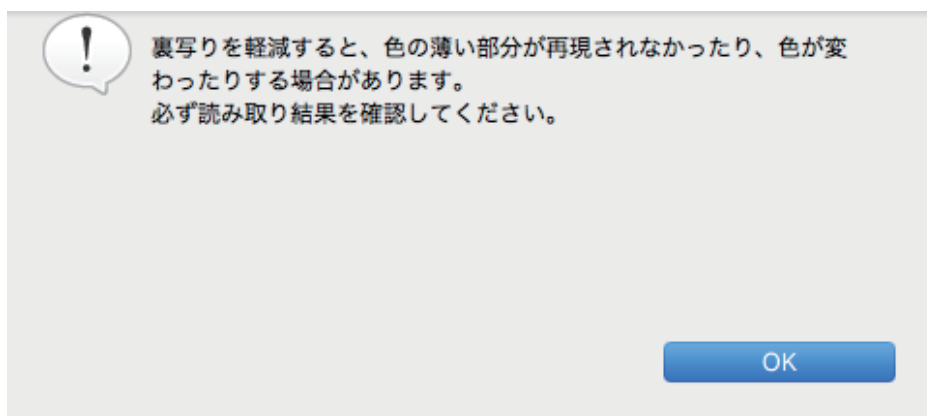 裏写りを軽減すると、色の薄い部分が再現されなかったり、色が変
わったりする場合があります。
必ず読み取り結果を確認してください。
OK